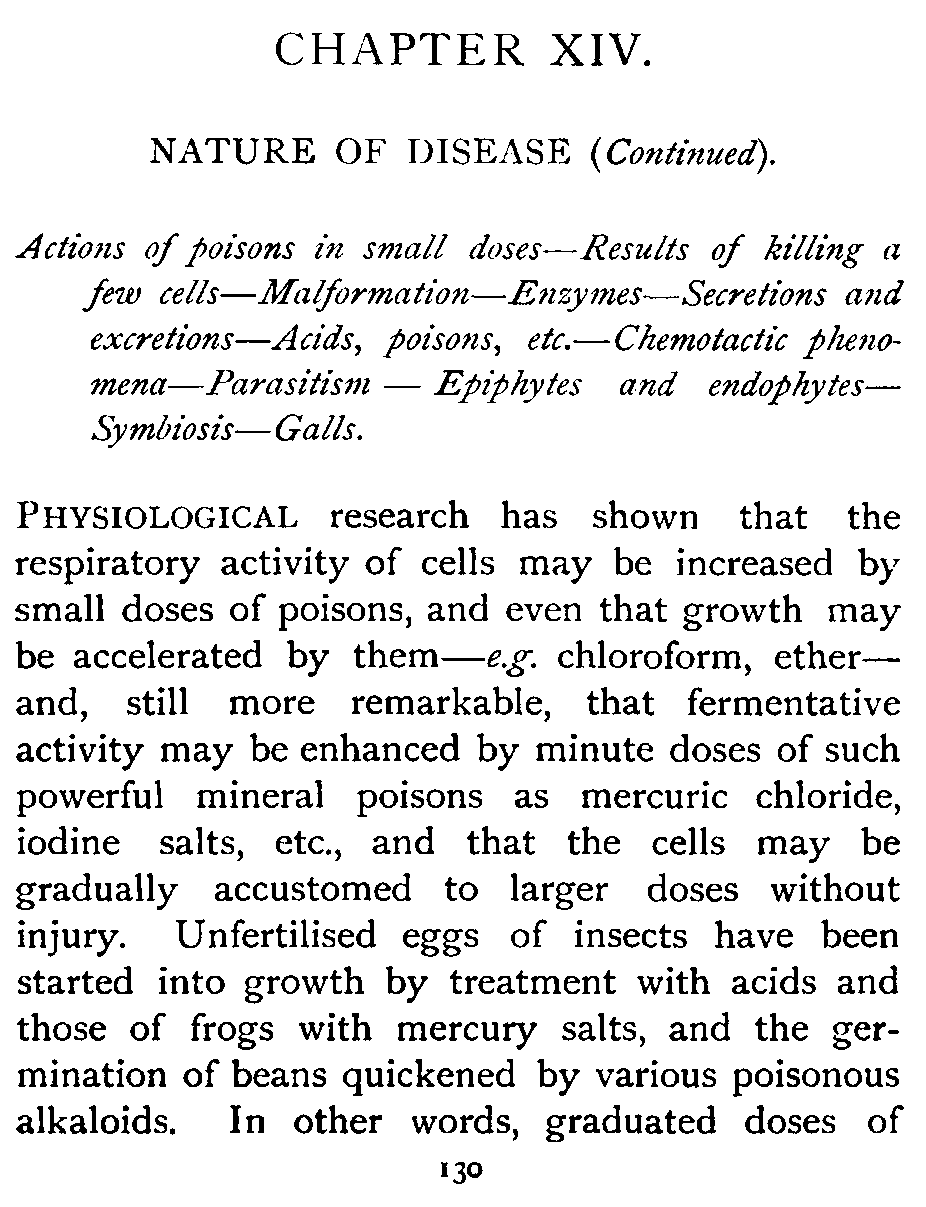 CHAPTER XIV.
NATURE OF DISEASE (Continued).
Actions of poisons in small doses—Results of killing a
few cells—Malformation—Enzymes—Secretions and
excretions—Acids, poisons, etc.—Chemotactic pheno-
mena—Parasitism — Epiphytes and endophytes—
Symbiosis—Galls.
PHYSIOLOGICAL research has shown that the
respiratory activity of cells may be increased by
small doses of poisons, and even that growth may
be accelerated by them—e.g. chloroform, ether—
and, still more remarkable, that fermentative
activity may be enhanced by minute doses of such
powerful mineral poisons as mercuric chloride,
iodine salts, etc., and that the cells may be
gradually accustomed to larger doses without
injury. Unfertilised eggs of insects have been
started into growth by treatment with acids and
those of frogs with mercury salts, and the ger-
mination of beans quickened by various poisonous
alkaloids. In other words, graduated doses of
130